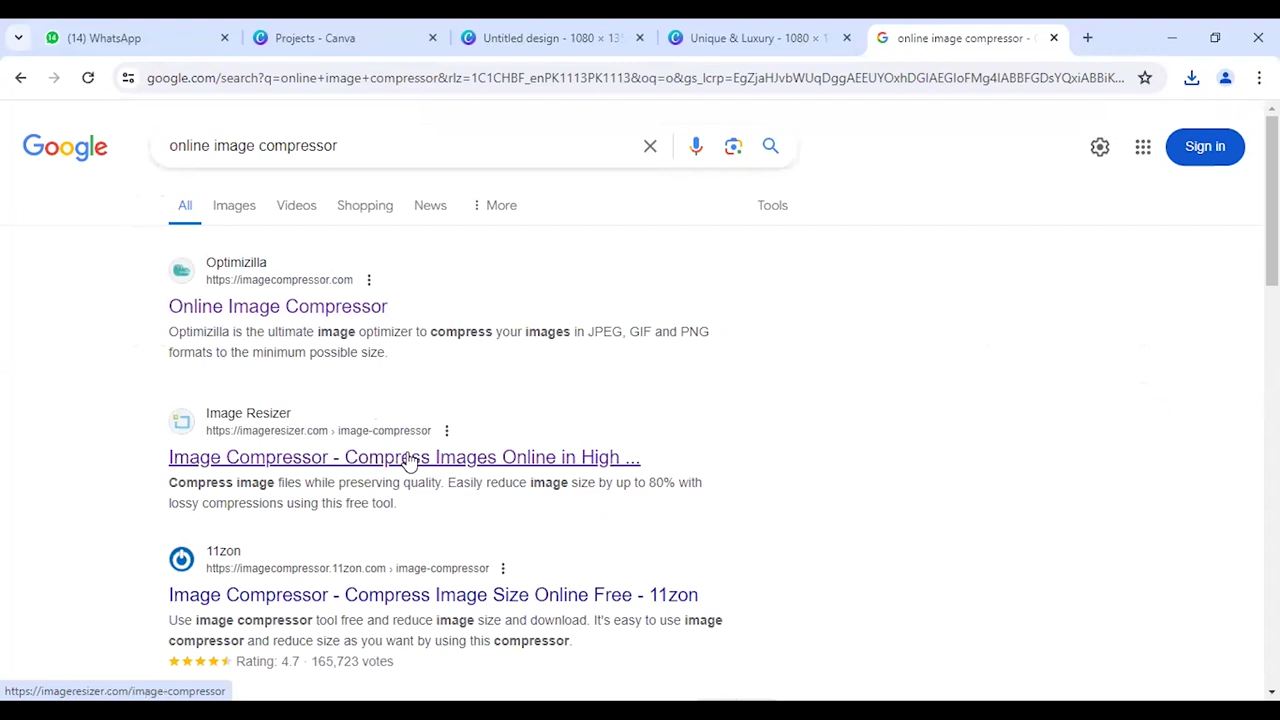 14
(14) WhatsApp
Projects - Canva
Untitled design - 1080 × 135
Unique & Luxury - 1080 × 1
online image compressor -
google.com/search?q=online+image+compressor&rlz=1C1CHBF_enPK1113PK1113&oq=o&gs_lcrp=EgZjaHJvbWUqDggAEEUYOxhDGIAEGIoFMg4IABBFGDsYQxiABBiK...
Google
online image compressor
Sign in
All
Images
Videos
Shopping
News
More
Tools
Optimizilla
https://imagecompressor.com
Online Image Compressor
Optimizilla is the ultimate image optimizer to compress your images in JPEG, GIF and PNG
formats to the minimum possible size.
Image Resizer
https://imageresizer.com › image-compressor
Image Compressor - Compress Images Online in High ...
Compress image files while preserving quality. Easily reduce image size by up to 80% with
lossy compressions using this free tool.
11zon
https://imagecompressor.11zon.com › image-compressor
Image Compressor - Compress Image Size Online Free - 11zon
Use image compressor tool free and reduce image size and download. It's easy to use image
compressor and reduce size as you want by using this compressor.
Rating: 4.7 · 165,723 votes
https://imageresizer.com/image-compressor